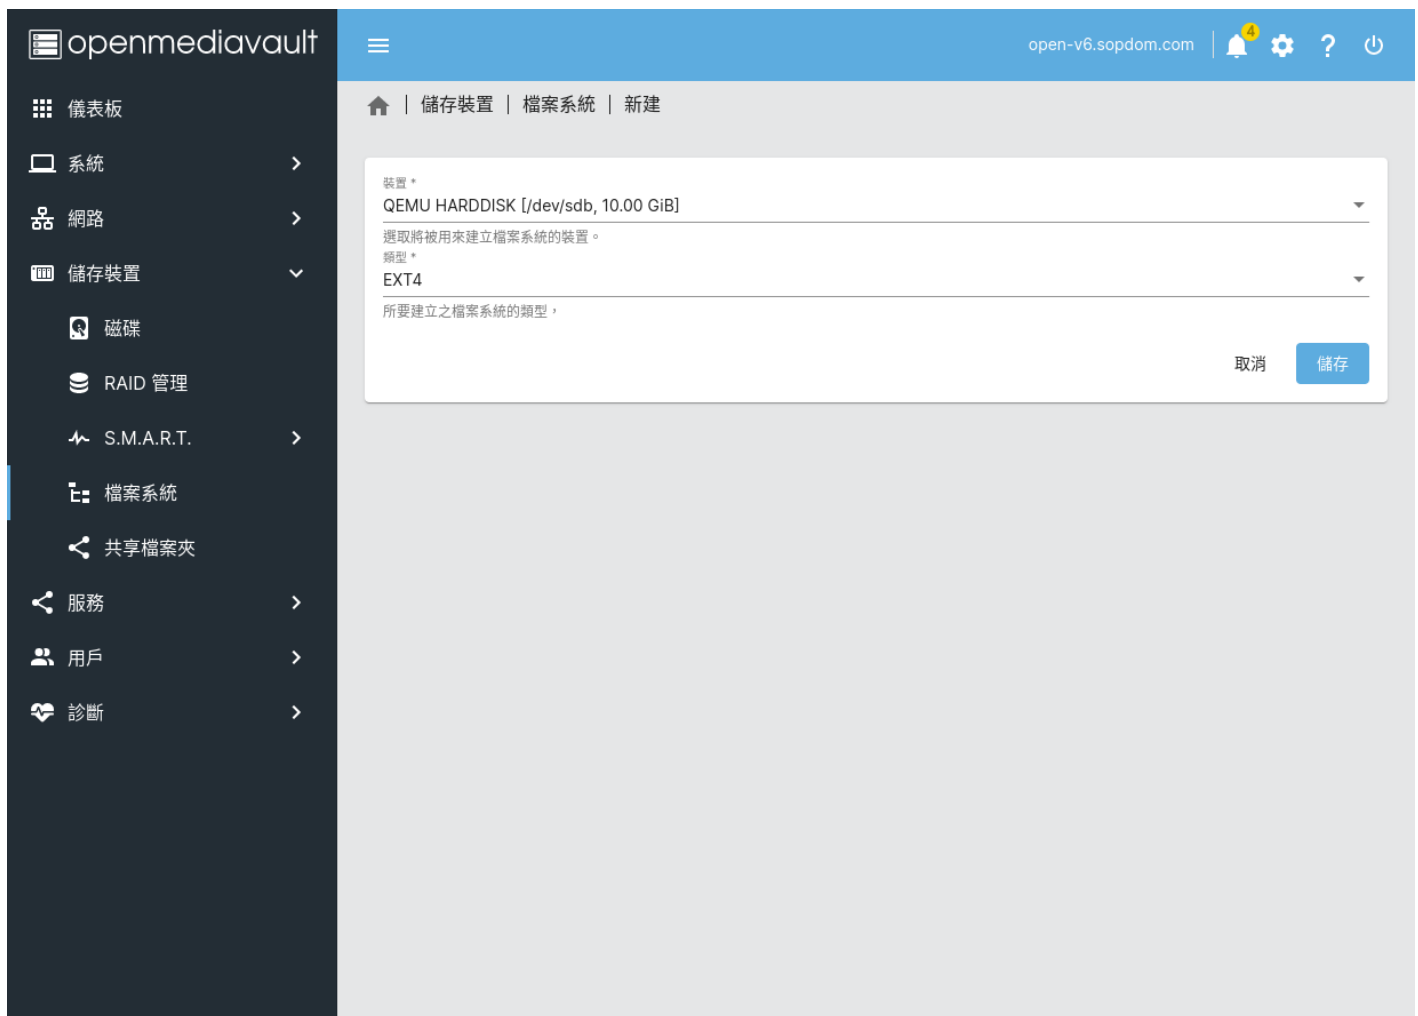 openmediavault
open-v6.sopdom.com
4
儀表板
系統
網路
儲存裝置
磁碟
RAID 管理
S.M.A.R.T.
檔案系統
共享檔案夾
服務
用戶
診斷
儲存裝置 | 檔案系統 | 新建
裝置 *
QEMU HARDDISK [/dev/sdb, 10.00 GiB]
選取將被用來建立檔案系統的裝置。
類型 *
EXT4
所要建立之檔案系統的類型，
取消
儲存